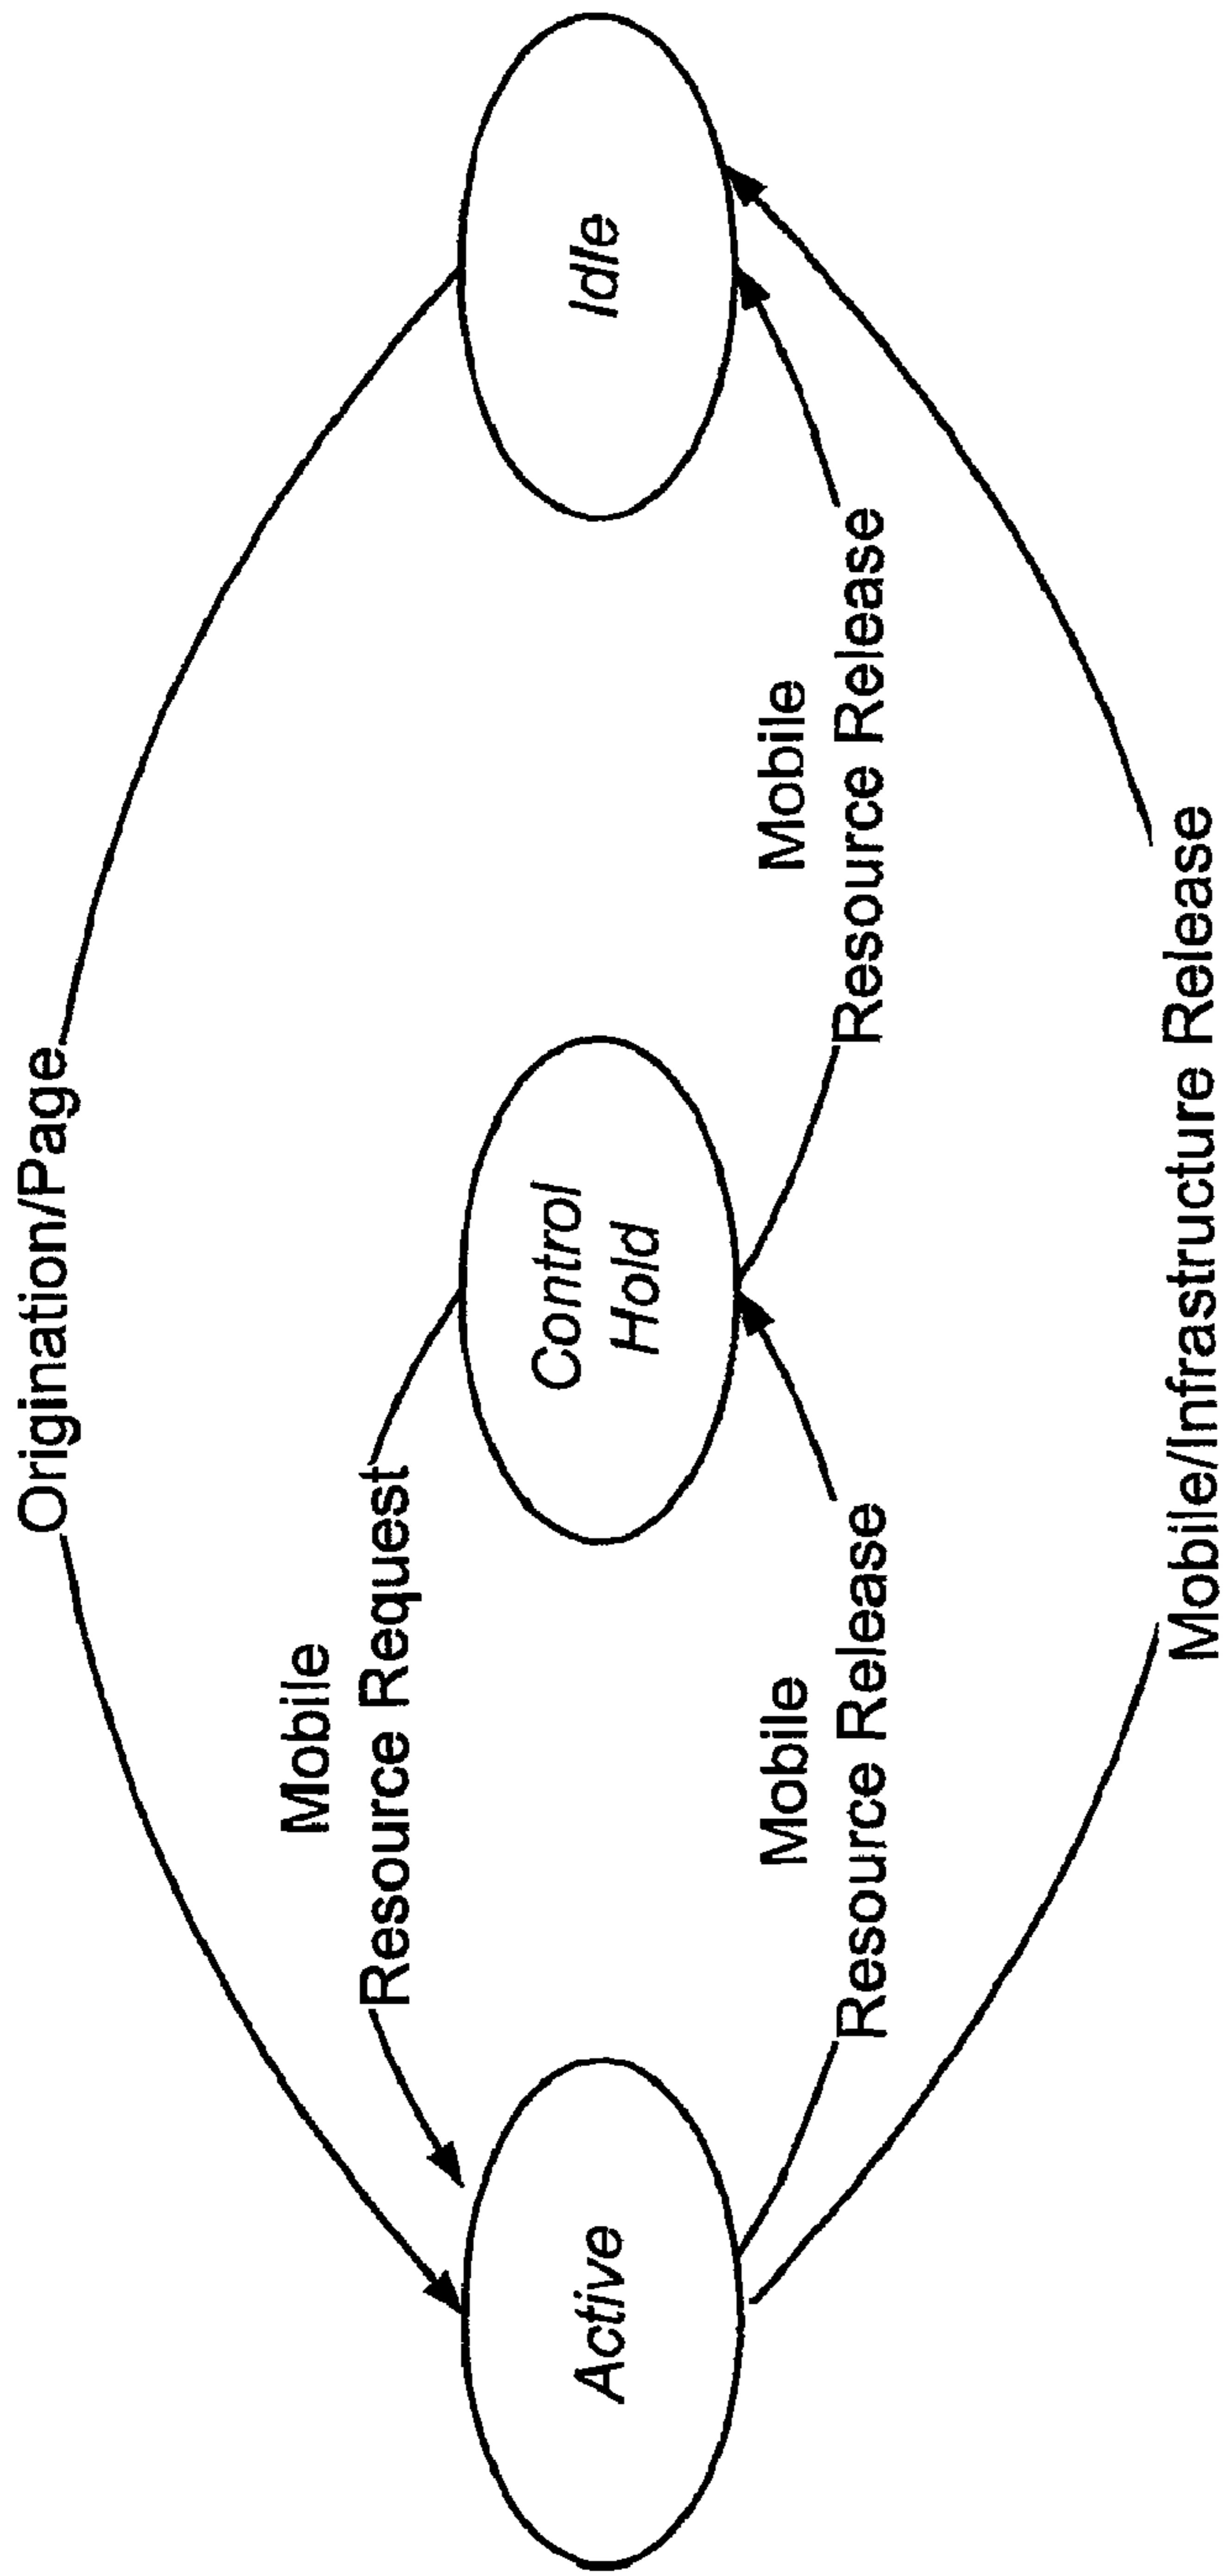 Origination/Page
Mobile
Resource Request
Active
Control
Hold
Idle
Mobile
Resource Release
Mobile
Resource Release
Mobile/Infrastructure Release